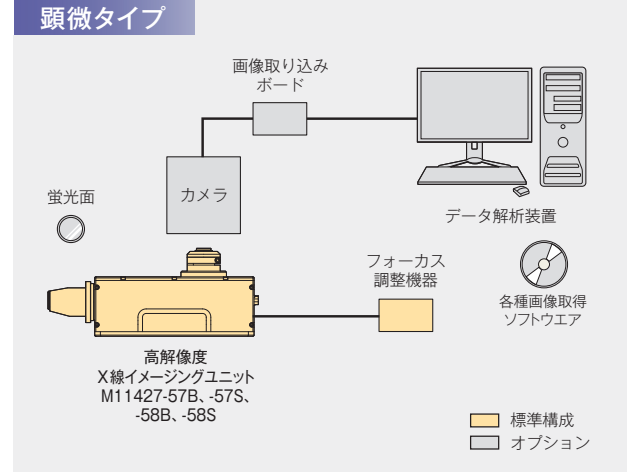 顕微タイプ
画像取り込み
ボード
カメラ
蛍光面
データ解析装置
フォーカス
調整機器
各種画像取得
ソフトウエア
高解像度
X線イメージングユニット
M11427-57B、-57S、
-58B、-58S
標準構成
オプション